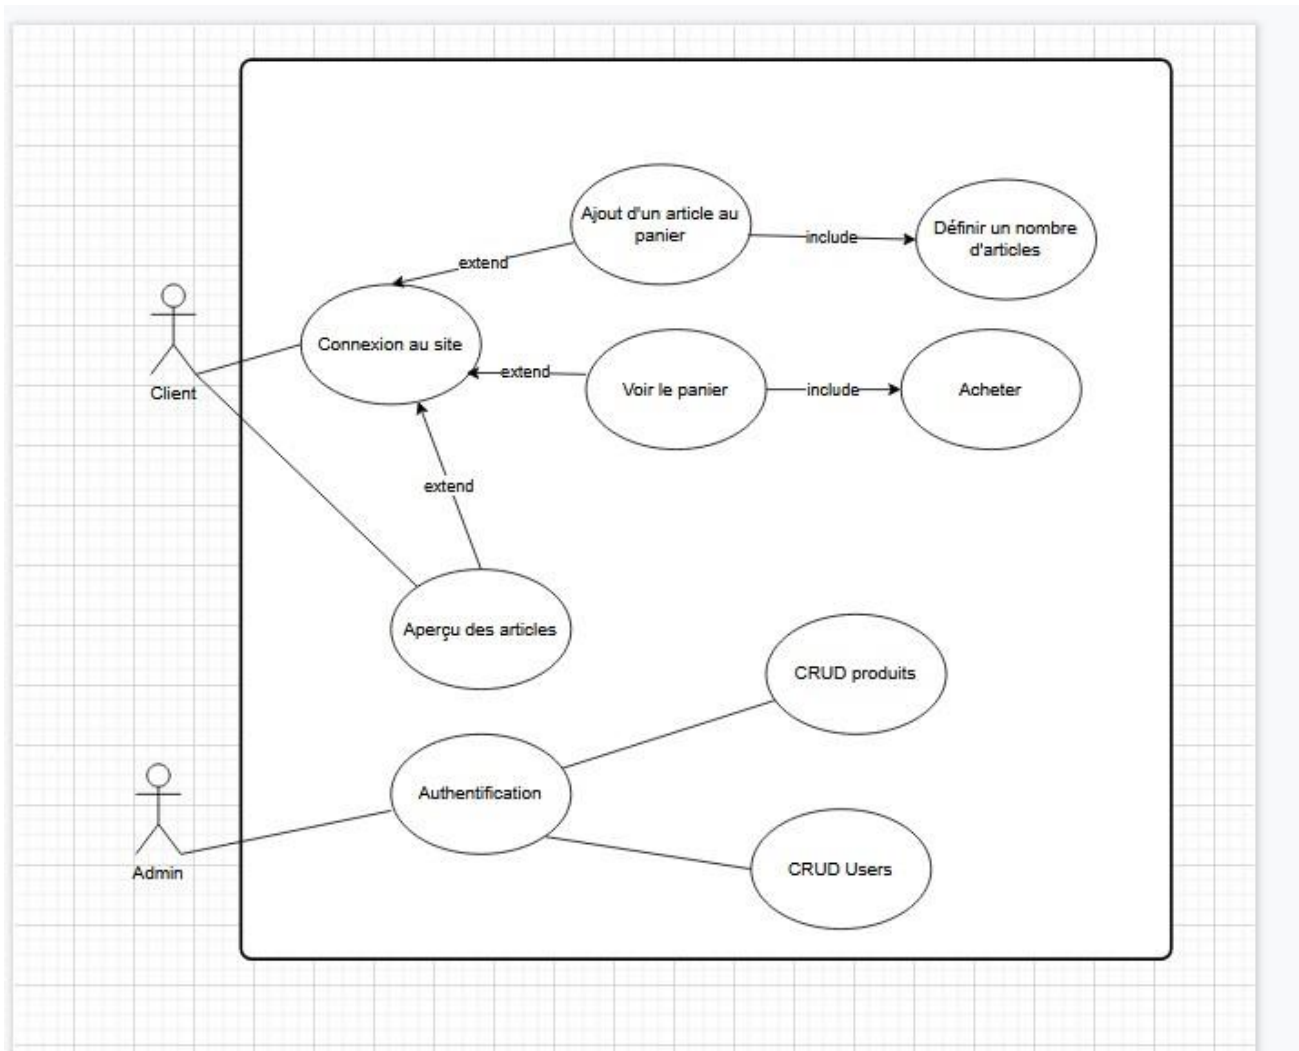 Ajout d'un article au
panier
include
Définir un nombre
d'articles
extend
Connexion au site
Client
extend
Voir le panier
include
Acheter
extend
Aperçu des articles
CRUD produits
Authentification
Admin
CRUD Users